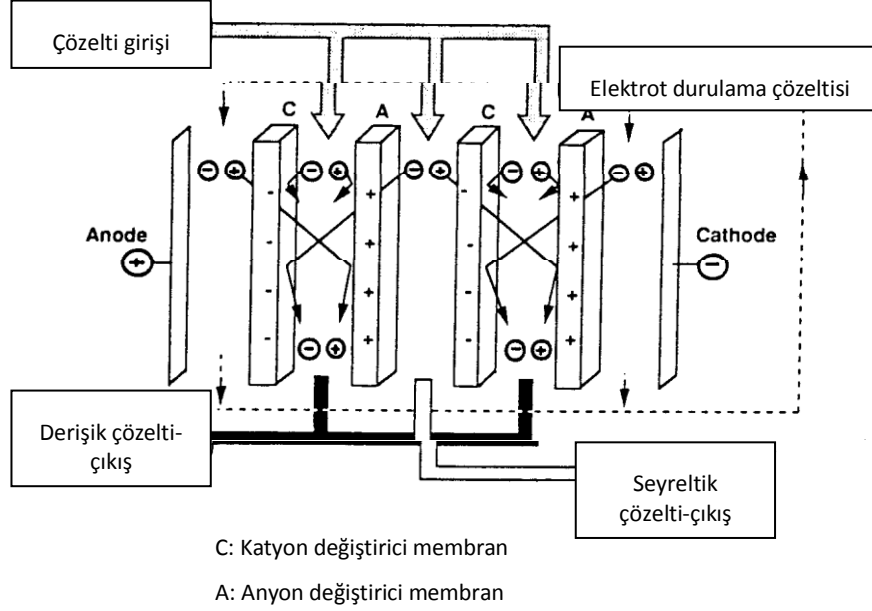 Çözelti girişi
Elektrot durulama çözeltisi
C
A
C
A
- + - + - + - +
- + - +
Anode
+
- + - +
Cathode
-
- + - +
- + - + - + - +
Derişik çözelti-
çıkış
Seyreltik
çözelti-çıkış
C: Katyon değiştirici membran
A: Anyon değiştirici membran